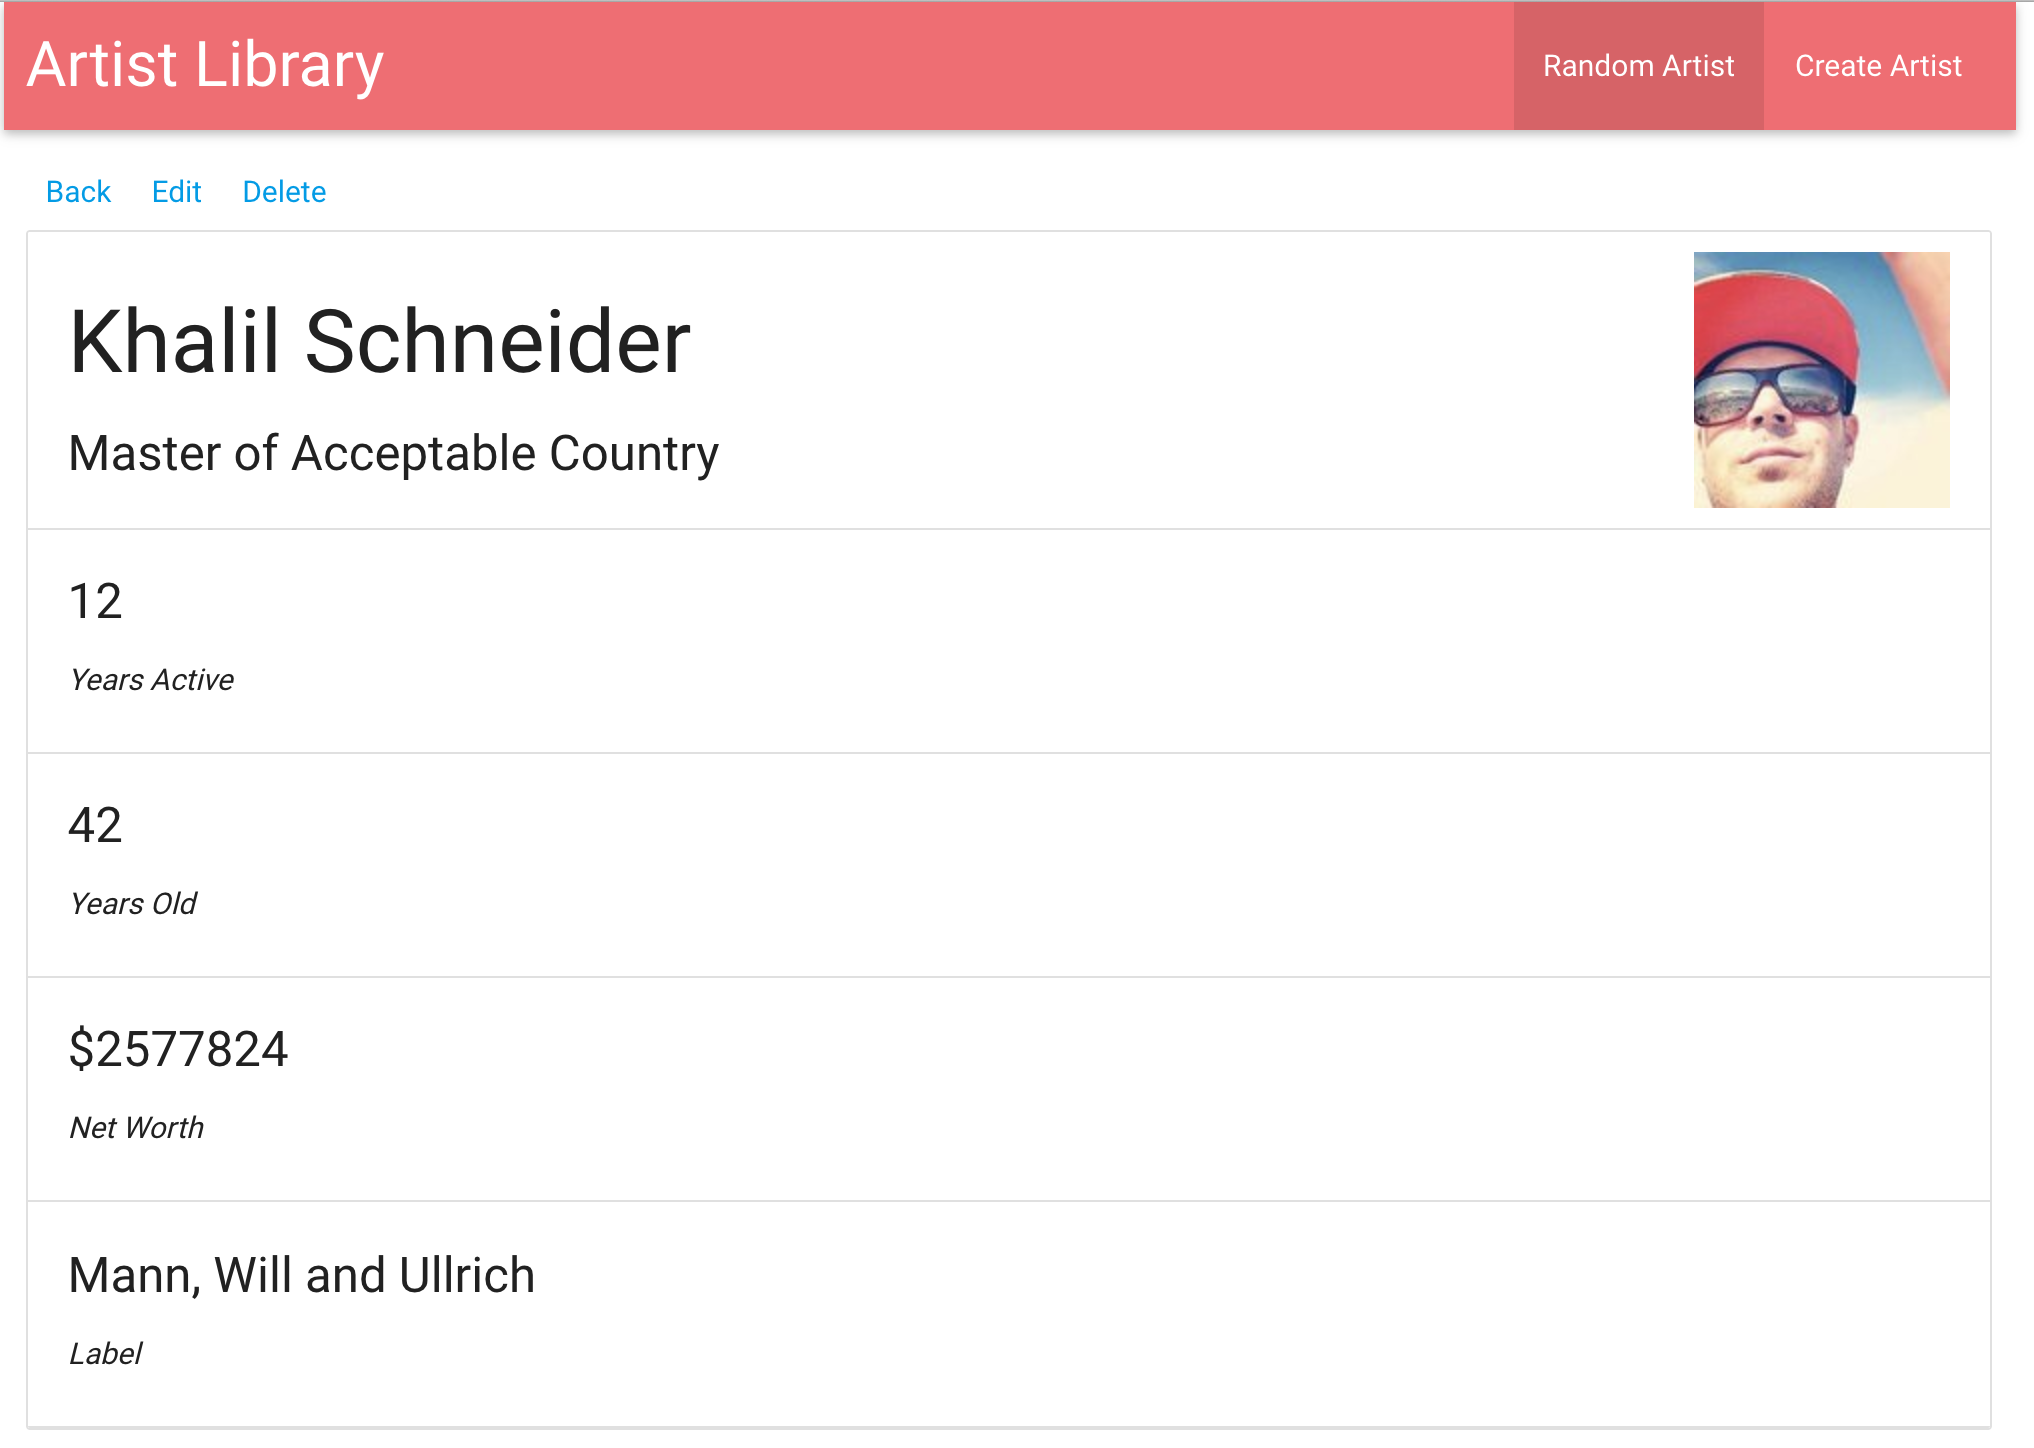 Artist Library
Random Artist
Create Artist
Back Edit Delete
Khalil Schneider
Master of Acceptable Country
12
Years Active
42
Years Old
$2577824
Net Worth
Mann, Will and Ullrich
Label